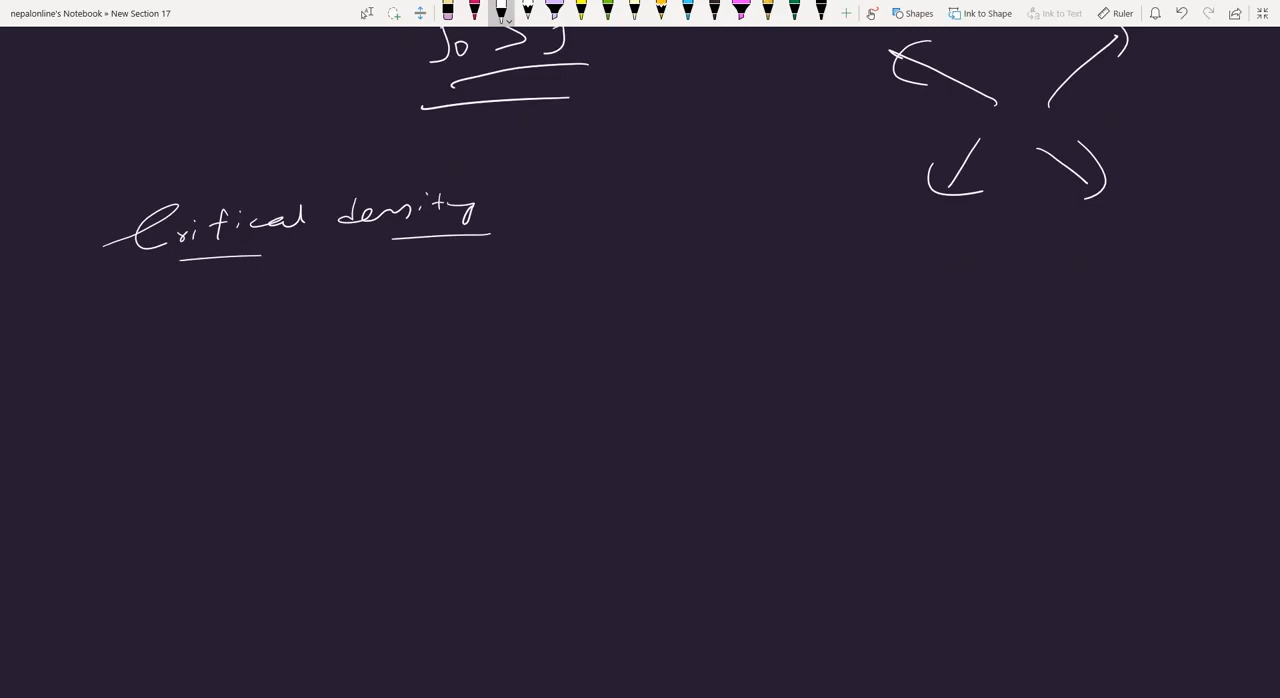 nepalonline's Notebook » New Section 17
Shapes
Ink to Shape
Ink to Text
Ruler
Critical density